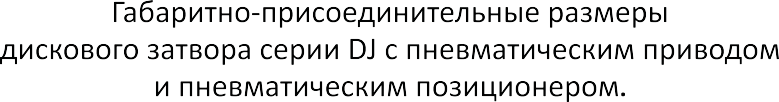 Габаритно-присоединительные размеры
дискового затвора серии DJ с пневматическим приводом
и пневматическим позиционером.